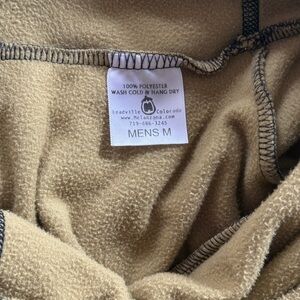 100% POLYESTER
WASH COLD & HANG DRY
Leadville Colorado
www.Melanzana.com
719-486-3245
MENS M